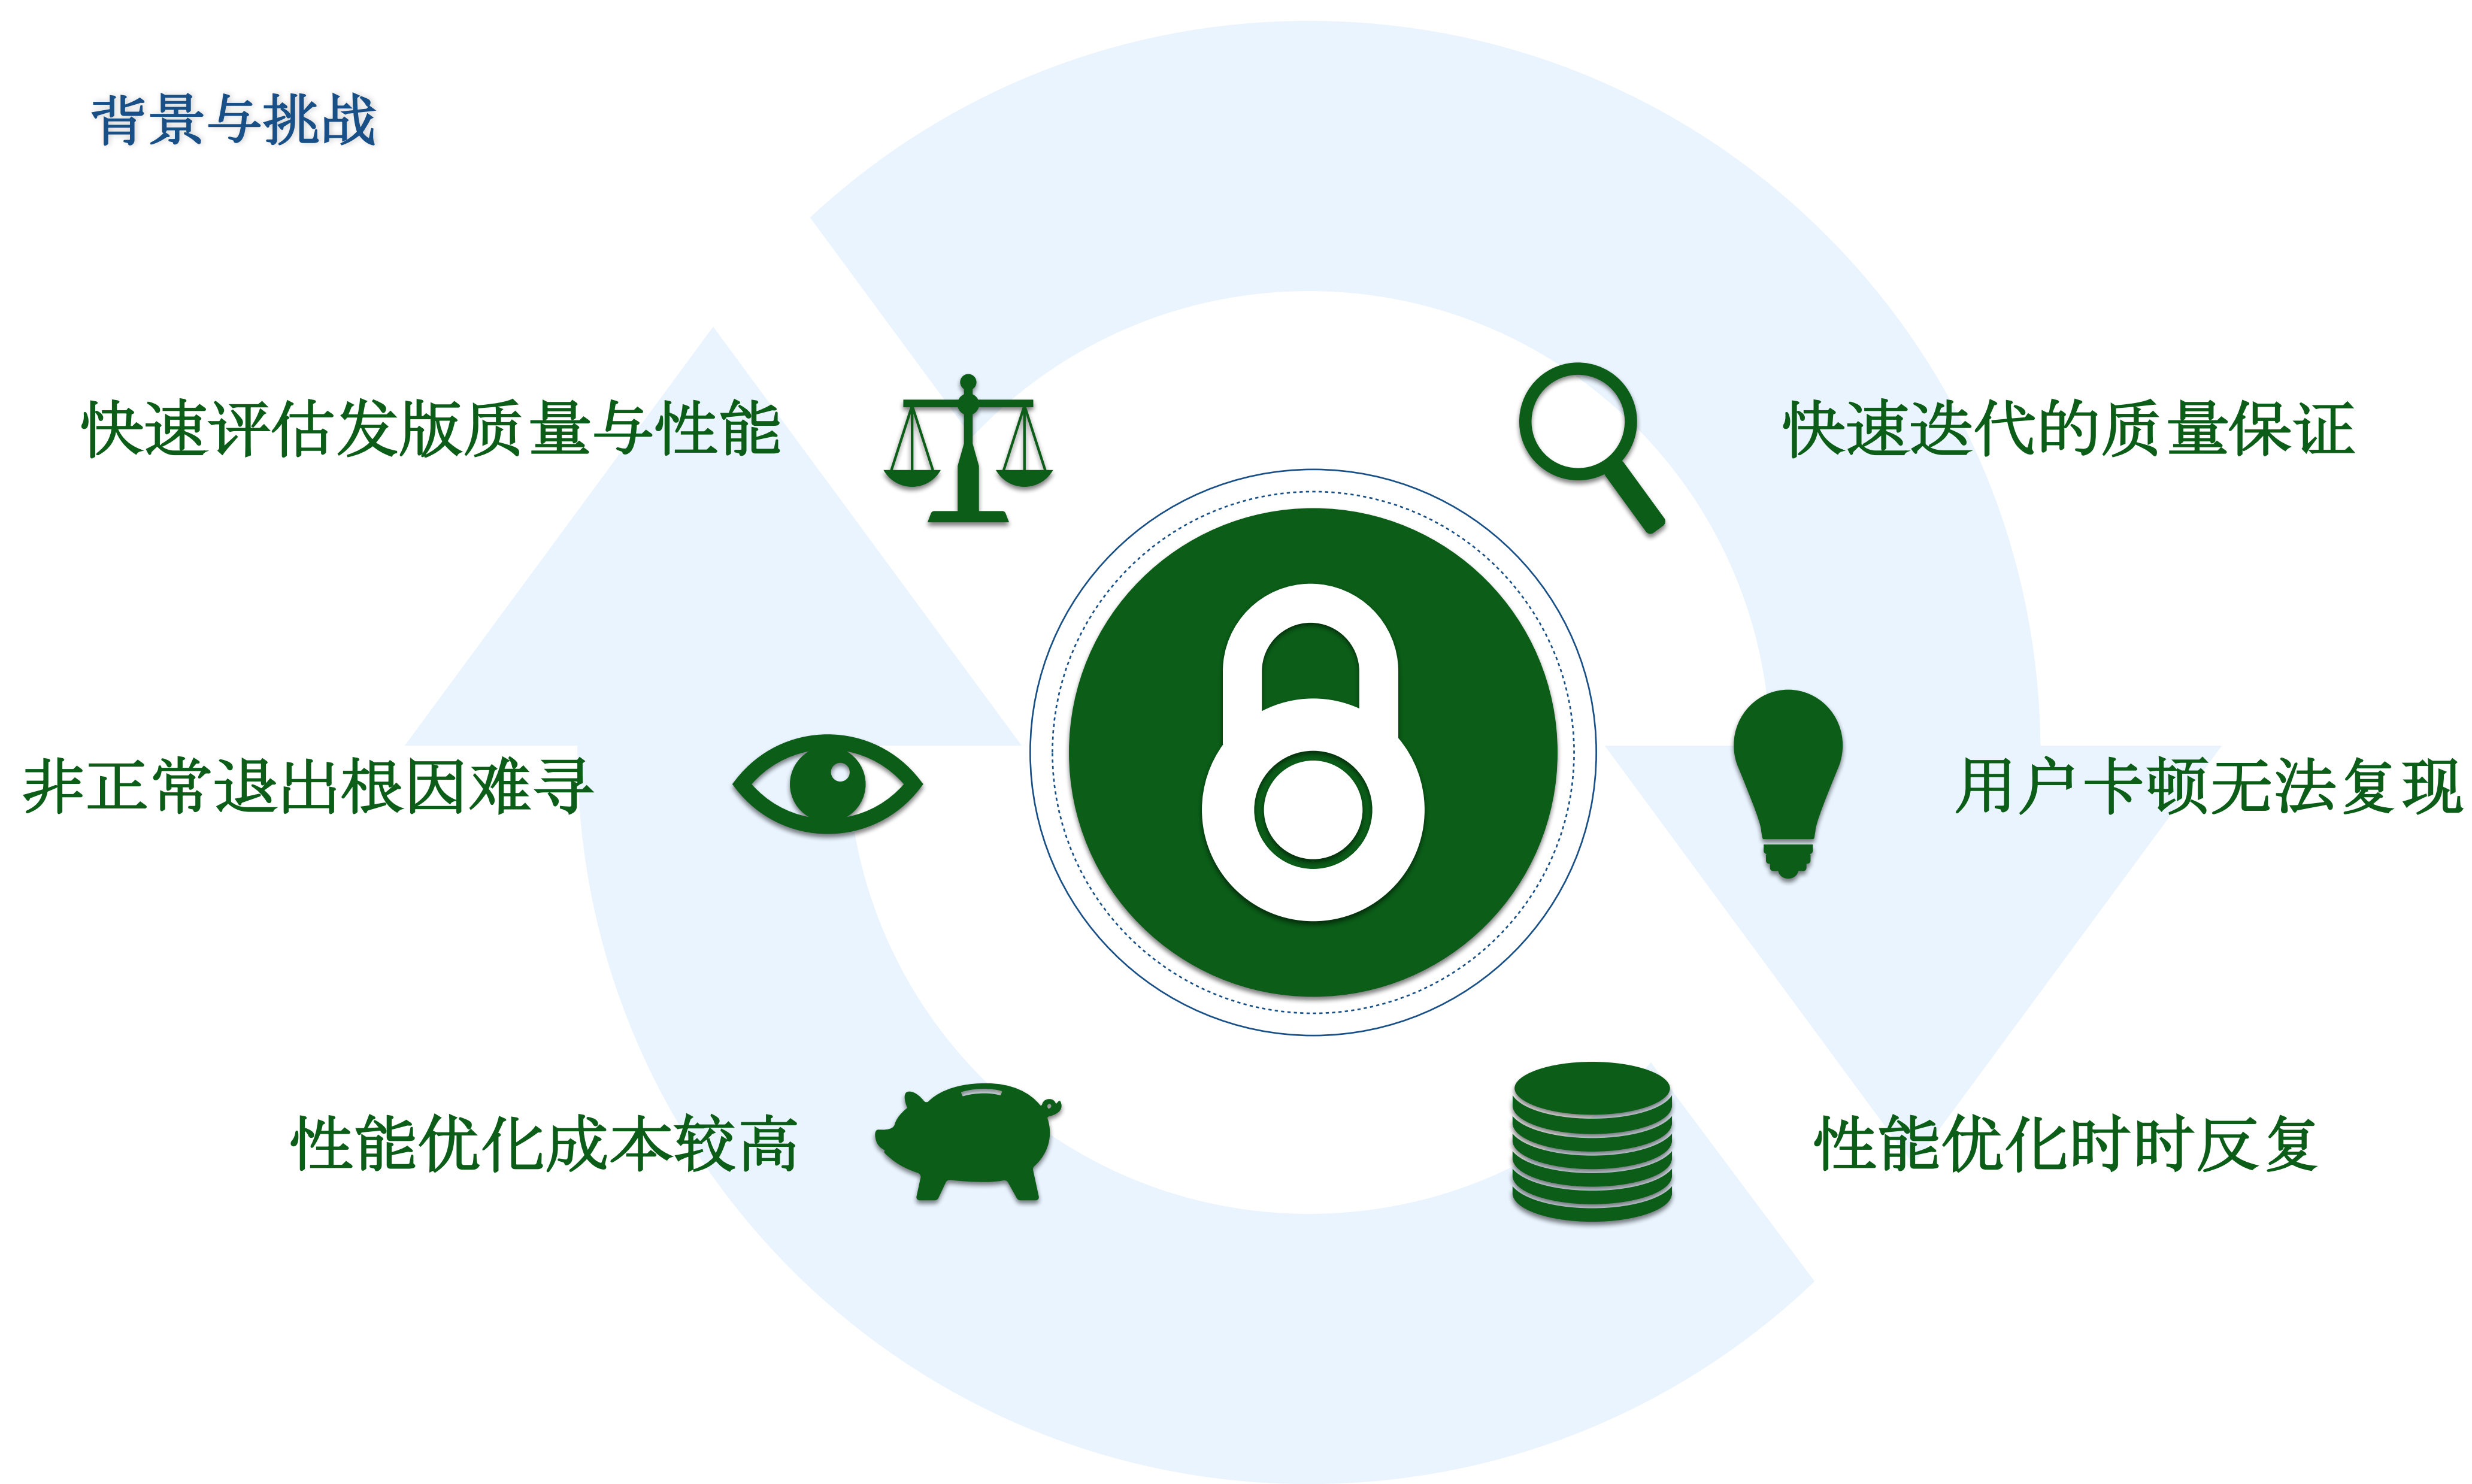 背景与挑战
快速评估发版质量与性能
快速迭代的质量保证
非正常退出根因难寻
用户卡顿无法复现
性能优化成本较高
性能优化时时反复